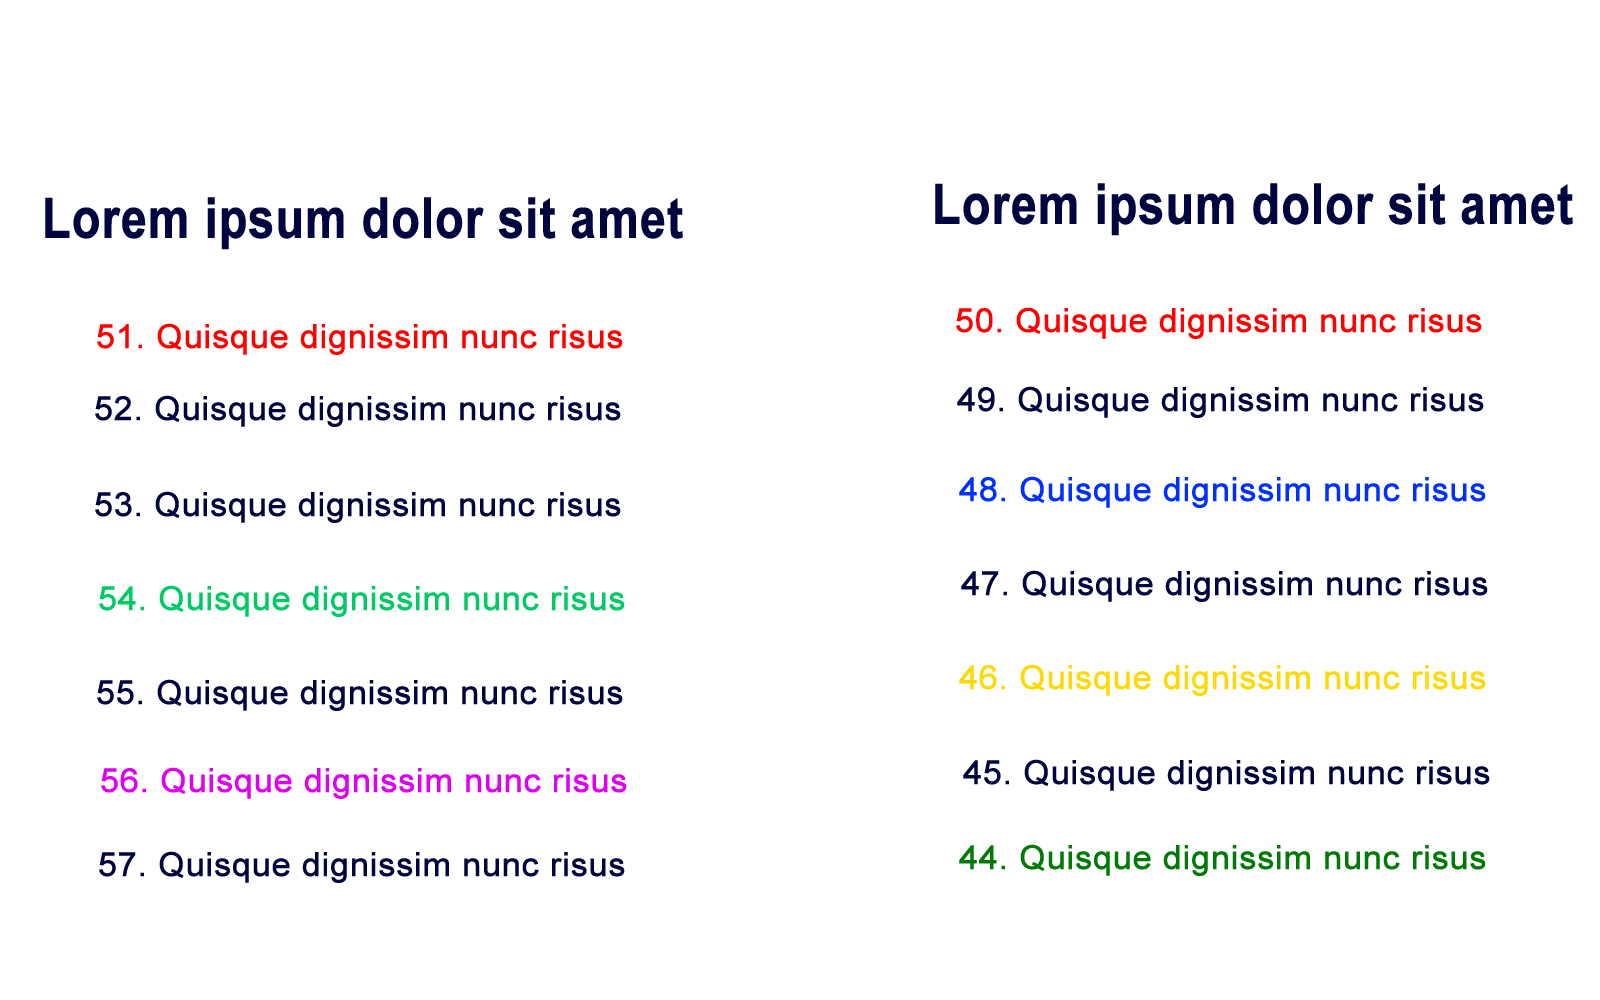 Lorem ipsum dolor sit amet
51. Quisque dignissim nunc risus
52. Quisque dignissim nunc risus
53. Quisque dignissim nunc risus
54. Quisque dignissim nunc risus
55. Quisque dignissim nunc risus
56. Quisque dignissim nunc risus
57. Quisque dignissim nunc risus
Lorem ipsum dolor sit amet
50. Quisque dignissim nunc risus
49. Quisque dignissim nunc risus
48. Quisque dignissim nunc risus
47. Quisque dignissim nunc risus
46. Quisque dignissim nunc risus
45. Quisque dignissim nunc risus
44. Quisque dignissim nunc risus